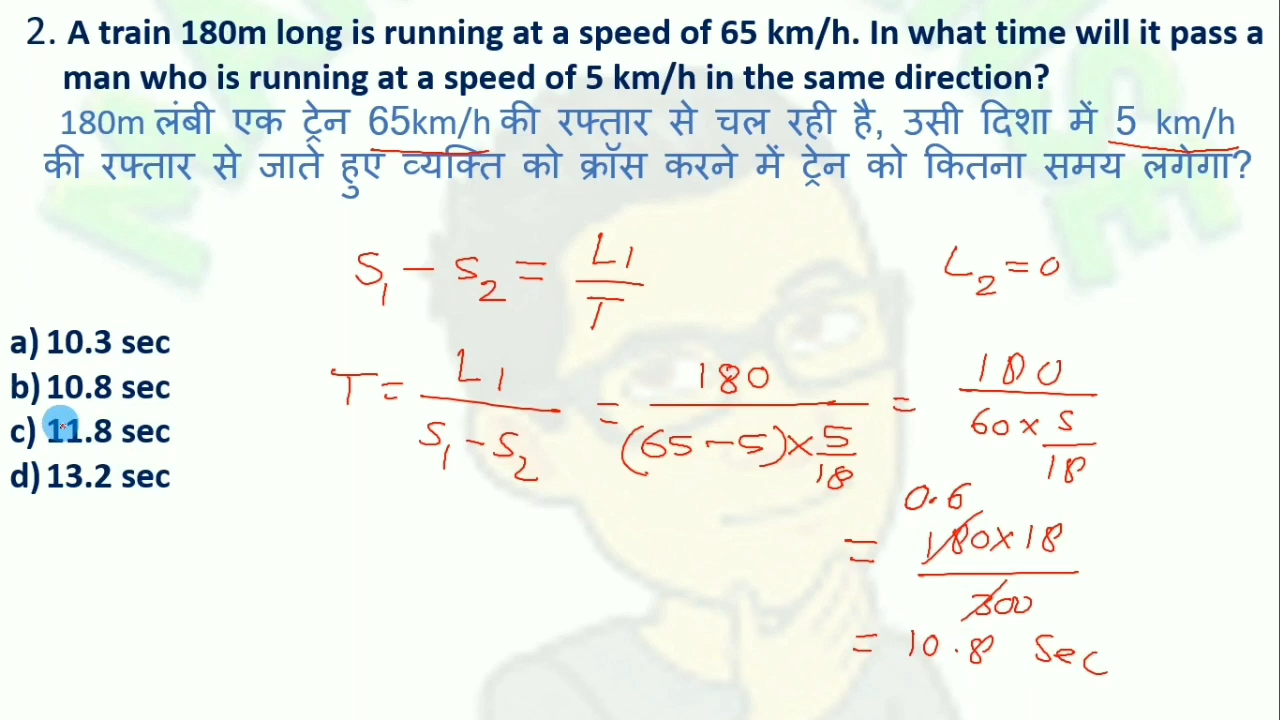 2. A train 180m long is running at a speed of 65 km/h. In what time will it pass a
man who is running at a speed of 5 km/h in the same direction?
180m लंबी एक ट्रेन 65km/h की रफ्तार से चल रही है, उसी दिशा में 5 km/h
की रफ्तार से जाते हुए व्यक्ति को क्रॉस करने में ट्रेन को कितना समय लगेगा?
S₁ - S₂ = L1/T
L₂ = 0
a) 10.3 sec
b) 10.8 sec
c) 11.8 sec
d) 13.2 sec
T = L1/(S₁ - S₂) = 180/((65-5)×5/18) = 180/(60×5/18)
0.6
= 180×18/300
= 10.8 Sec